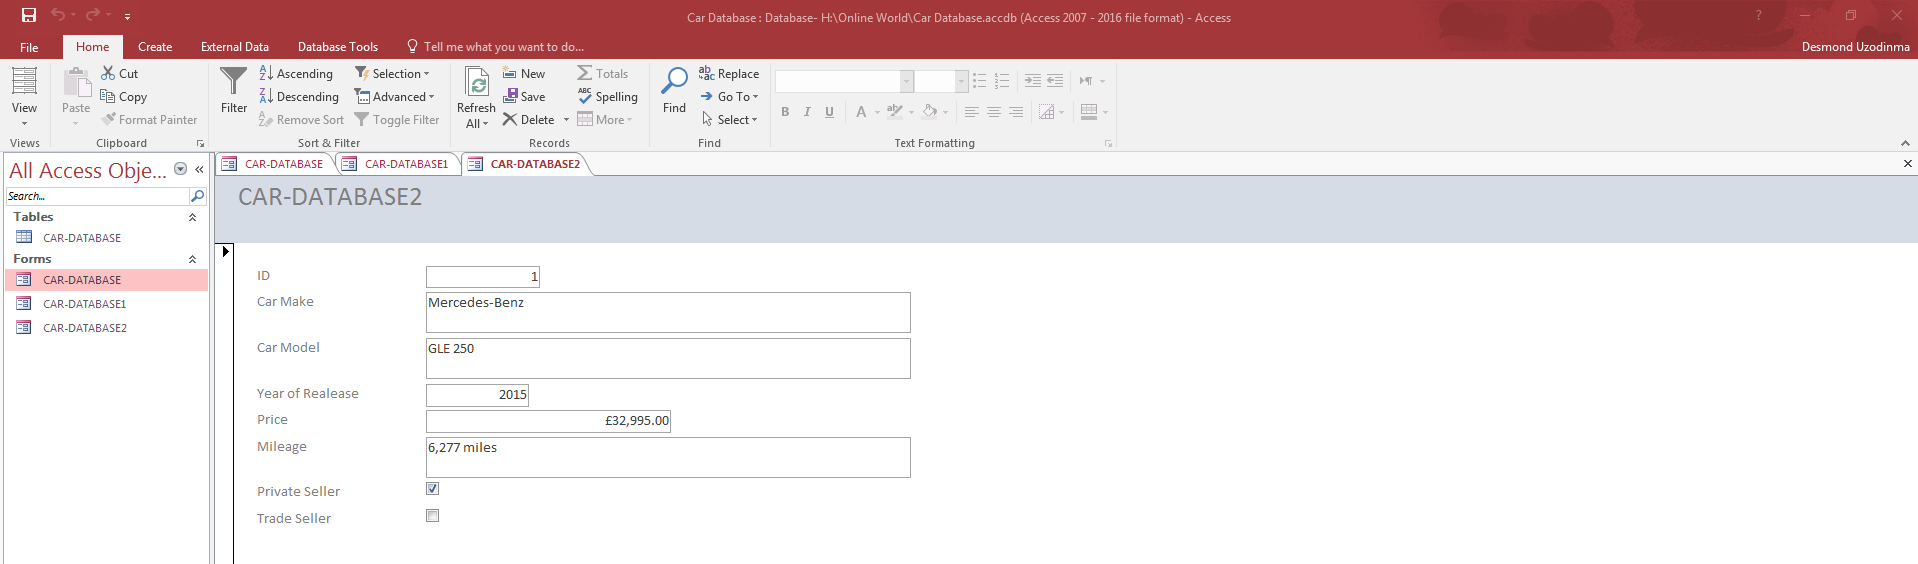 Car Database : Database- H:\Online World\Car Database.accdb (Access 2007 - 2016 file format) - Access
File Home Create External Data Database Tools Tell me what you want to do... Desmond Uzodinma
View
Views
Paste
Cut
Copy
Format Painter
Clipboard
Filter
Ascending
Descending
Remove Sort
Selection
Advanced
Toggle Filter
Sort & Filter
Refresh
All
New
Save
Delete
Totals
Spelling
More
Records
Find
Replace
Go To
Select
Find
B I U A
Text Formatting
All Access Obje...
Search...
Tables
CAR-DATABASE
Forms
CAR-DATABASE
CAR-DATABASE1
CAR-DATABASE2
CAR-DATABASE CAR-DATABASE1 CAR-DATABASE2
CAR-DATABASE2
ID 1
Car Make Mercedes-Benz
Car Model GLE 250
Year of Realease 2015
Price £32,995.00
Mileage 6,277 miles
Private Seller
Trade Seller